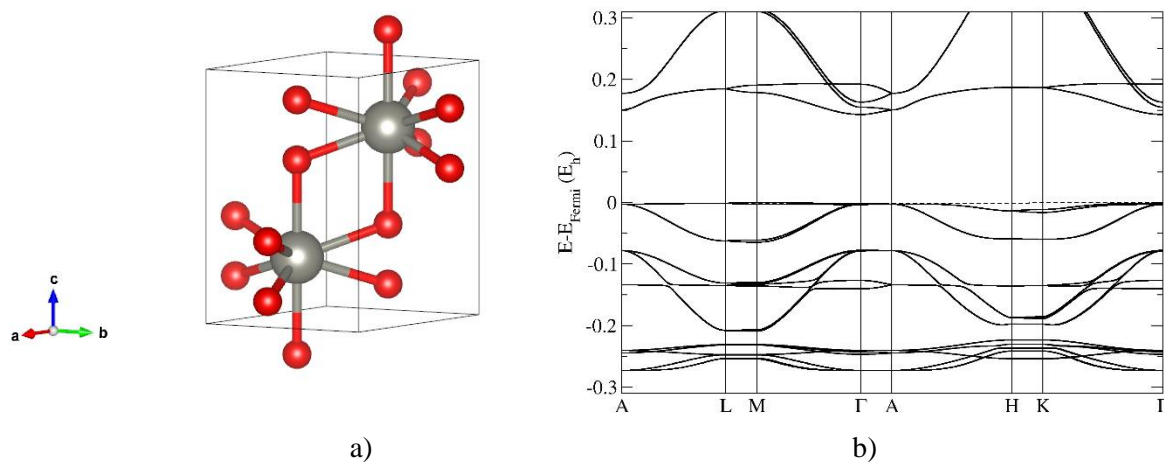 c
a
b
a)
E-E_Fermi (E_h)
0.3
0.2
0.1
0
-0.1
-0.2
-0.3
A L M Γ A H K Γ
b)